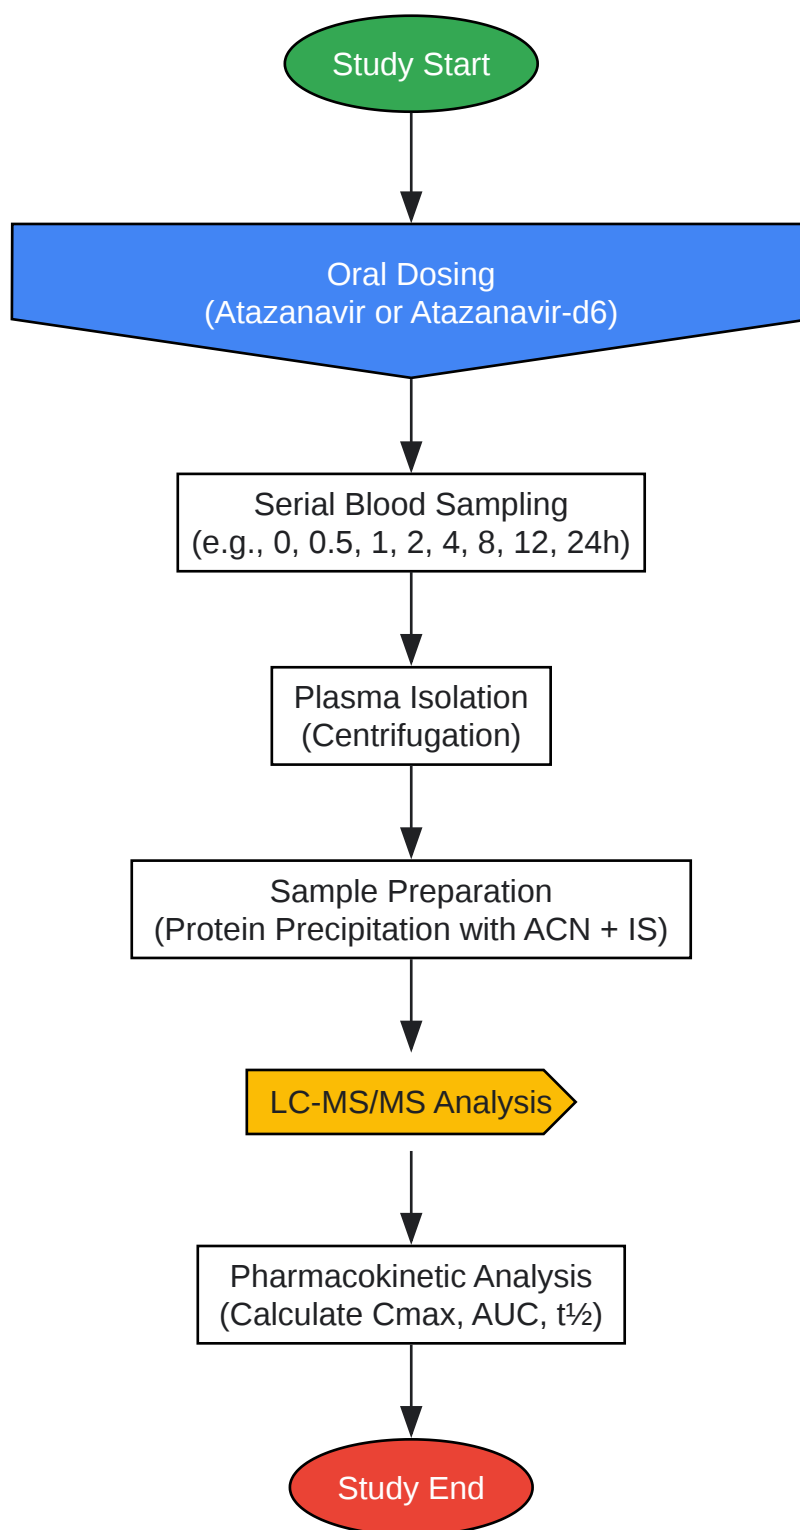 Study Start
Oral Dosing
(Atazanavir or Atazanavir-d6)
Serial Blood Sampling
(e.g., 0, 0.5, 1, 2, 4, 8, 12, 24h)
Plasma Isolation
(Centrifugation)
Sample Preparation
(Protein Precipitation with ACN + IS)
LC-MS/MS Analysis
Pharmacokinetic Analysis
(Calculate Cmax, AUC, t½)
Study End